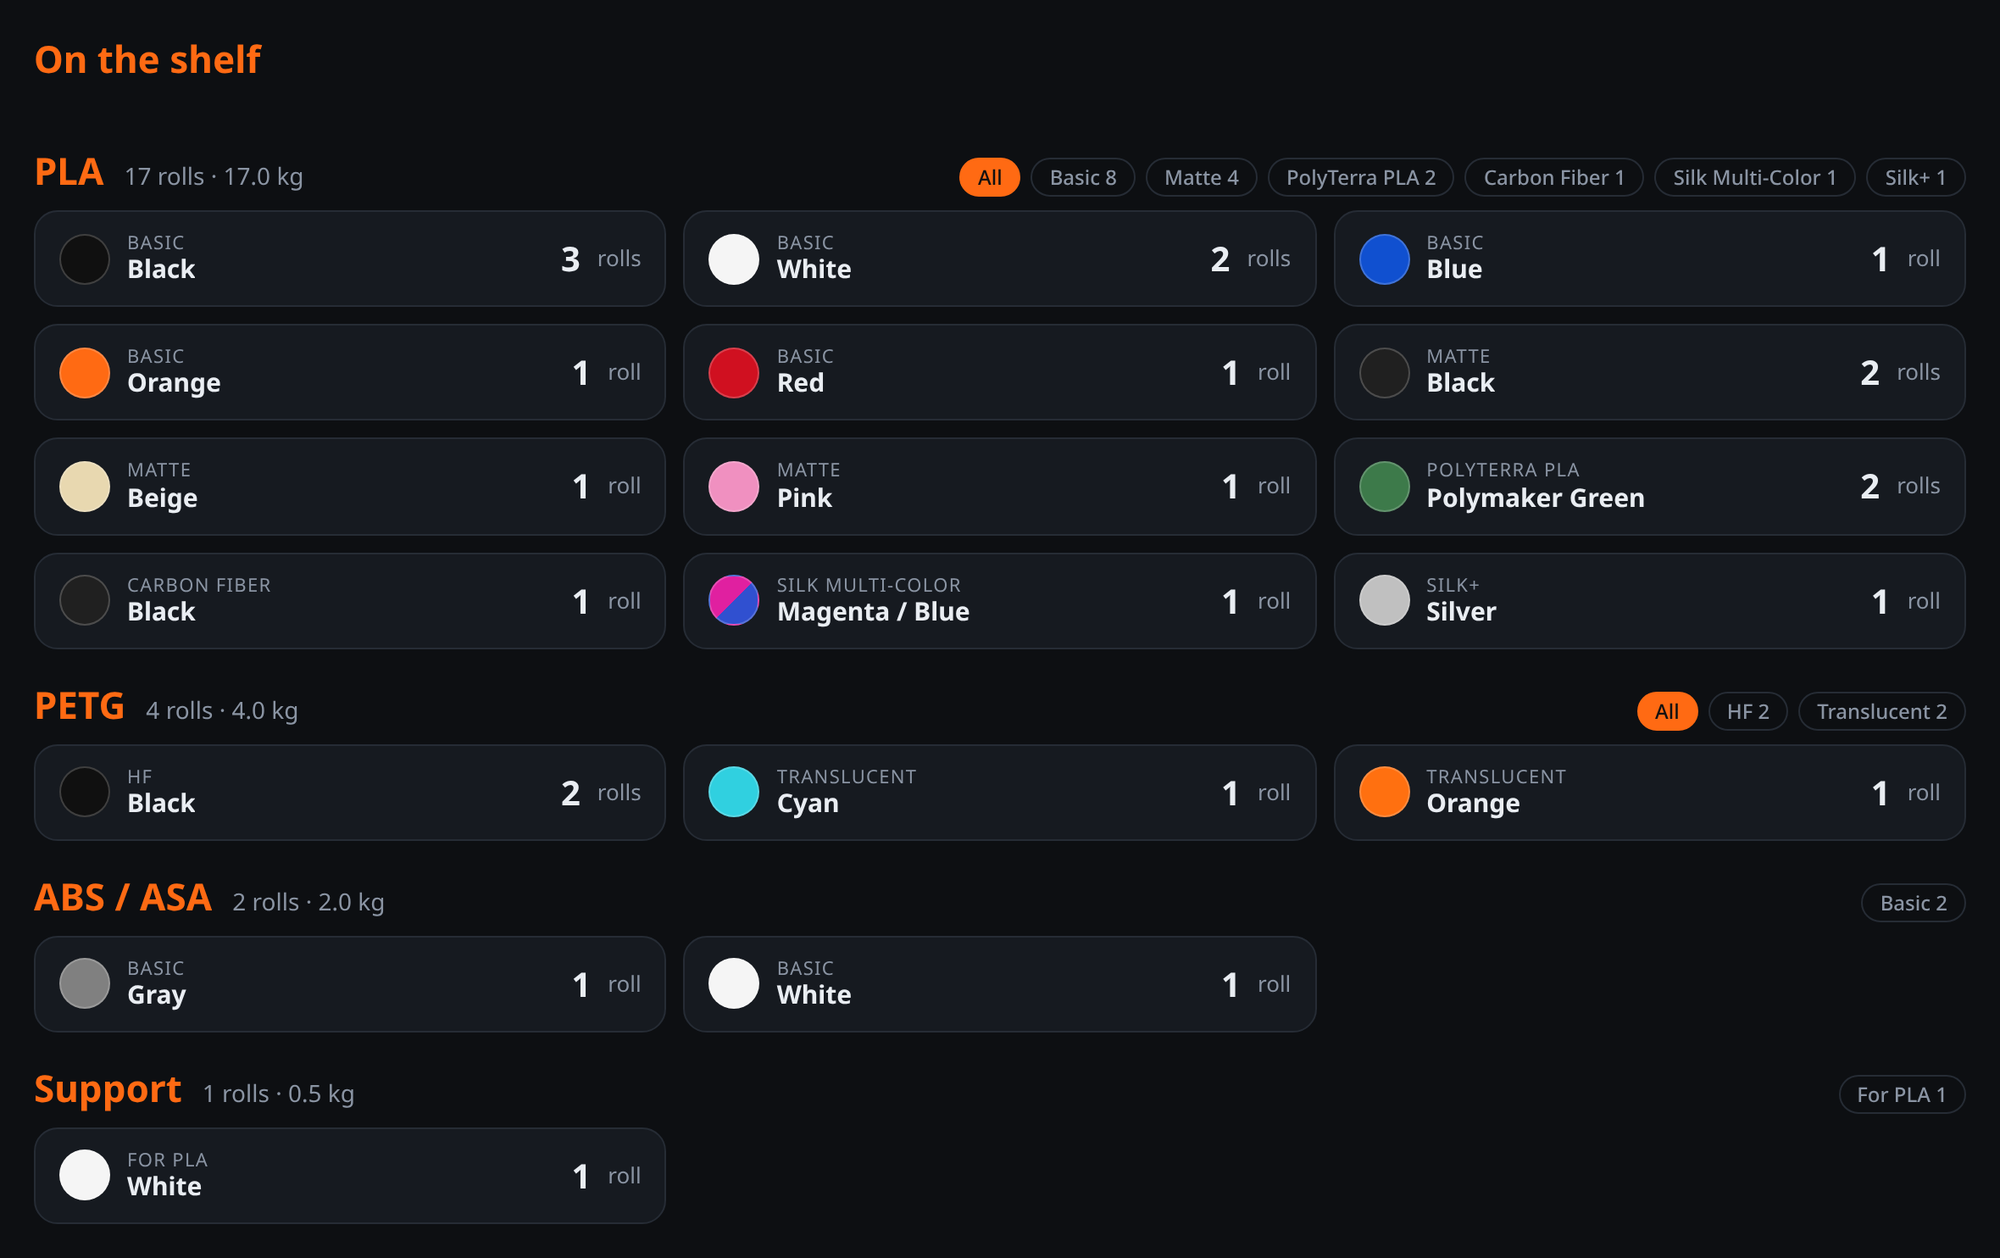 On the shelf
PLA 17 rolls · 17.0 kg
All Basic 8 Matte 4 PolyTerra PLA 2 Carbon Fiber 1 Silk Multi-Color 1 Silk+ 1
BASIC
Black
3 rolls
BASIC
White
2 rolls
BASIC
Blue
1 roll
BASIC
Orange
1 roll
BASIC
Red
1 roll
MATTE
Black
2 rolls
MATTE
Beige
1 roll
MATTE
Pink
1 roll
POLYTERRA PLA
Polymaker Green
2 rolls
CARBON FIBER
Black
1 roll
SILK MULTI-COLOR
Magenta / Blue
1 roll
SILK+
Silver
1 roll
PETG 4 rolls · 4.0 kg
All HF 2 Translucent 2
HF
Black
2 rolls
TRANSLUCENT
Cyan
1 roll
TRANSLUCENT
Orange
1 roll
ABS / ASA 2 rolls · 2.0 kg
Basic 2
BASIC
Gray
1 roll
BASIC
White
1 roll
Support 1 rolls · 0.5 kg
For PLA 1
FOR PLA
White
1 roll